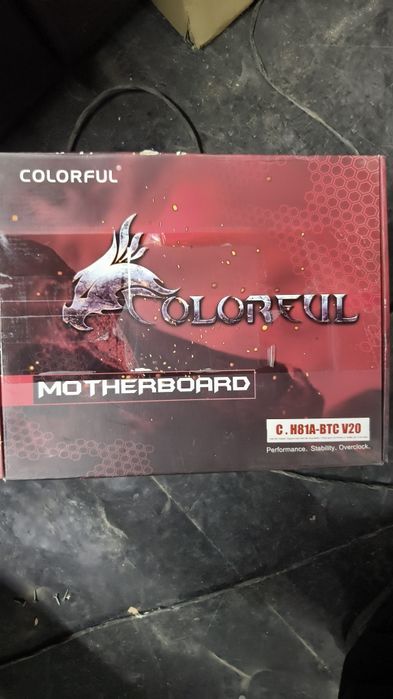 COLORFUL®
COLORFUL
MOTHERBOARD
C . H81A-BTC V20
Performance. Stability. Overclock.